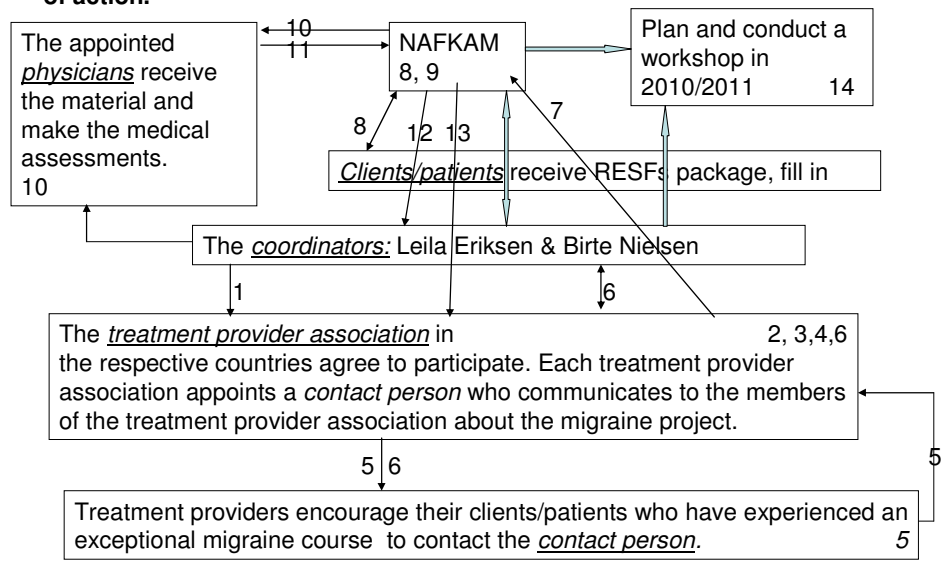 of action.
10
11
The appointed
physicians receive
the material and
make the medical
assessments.
10
NAFKAM
8, 9
Plan and conduct a
workshop in
2010/2011 14
7
8
12 13
Clients/patients receive RESFs package, fill in
The coordinators: Leila Eriksen & Birte Nielsen
1
6
The treatment provider association in 2, 3,4,6
the respective countries agree to participate. Each treatment provider
association appoints a contact person who communicates to the members
of the treatment provider association about the migraine project.
5 6
5
Treatment providers encourage their clients/patients who have experienced an
exceptional migraine course to contact the contact person. 5